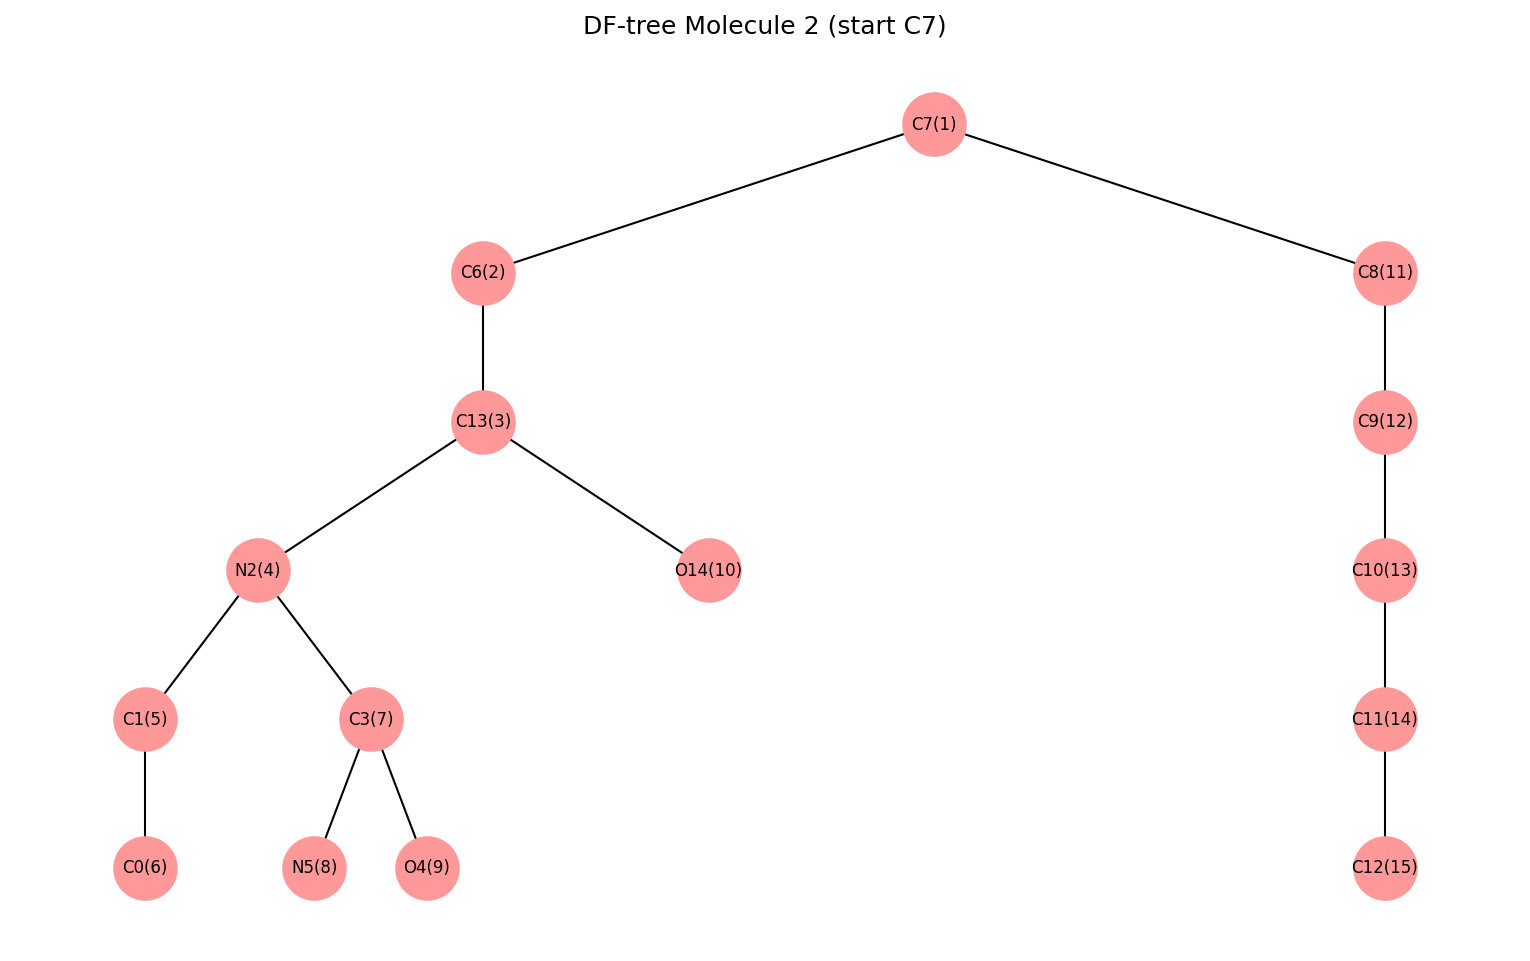 DF-tree Molecule 2 (start C7)
C7(1)
C6(2)
C8(11)
C13(3)
C9(12)
N2(4)
O14(10)
C10(13)
C1(5)
C3(7)
C11(14)
C0(6)
N5(8)
O4(9)
C12(15)